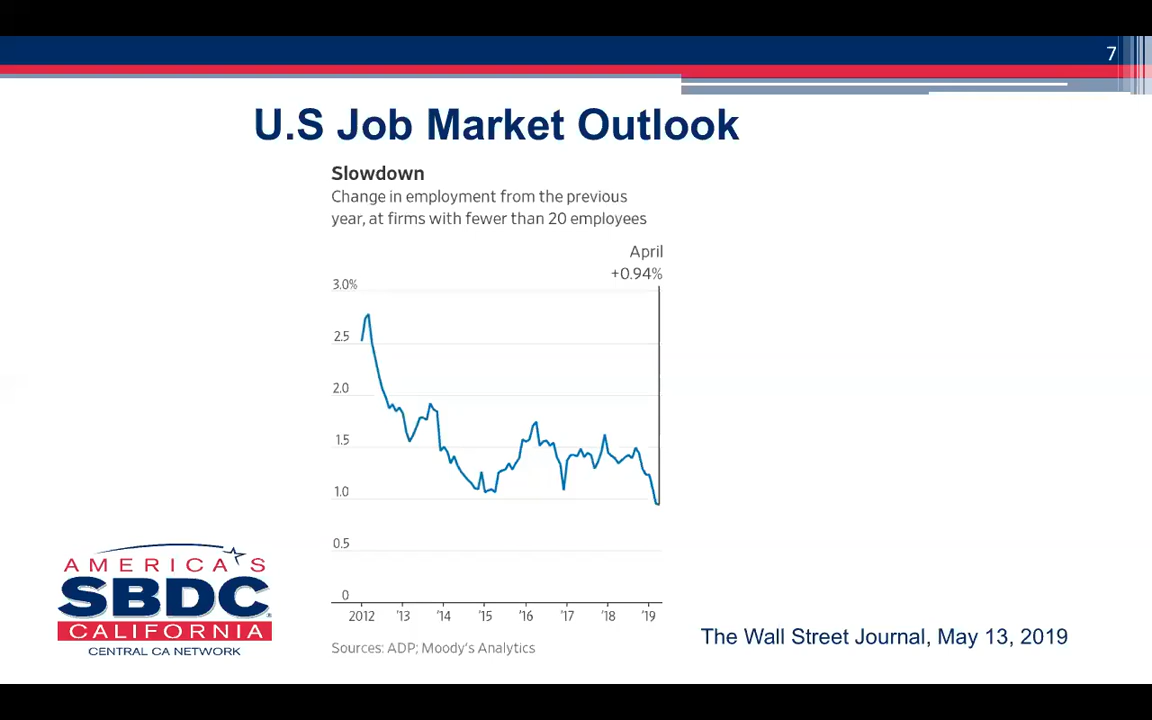 7
U.S Job Market Outlook
Slowdown
Change in employment from the previous
year, at firms with fewer than 20 employees
April
+0.94%
3.0%
2.5
2.0
1.5
1.0
0.5
0
2012 '13 '14 '15 '16 '17 '18 '19
Sources: ADP; Moody's Analytics
AMERICA'S
SBDC
CALIFORNIA
CENTRAL CA NETWORK
The Wall Street Journal, May 13, 2019